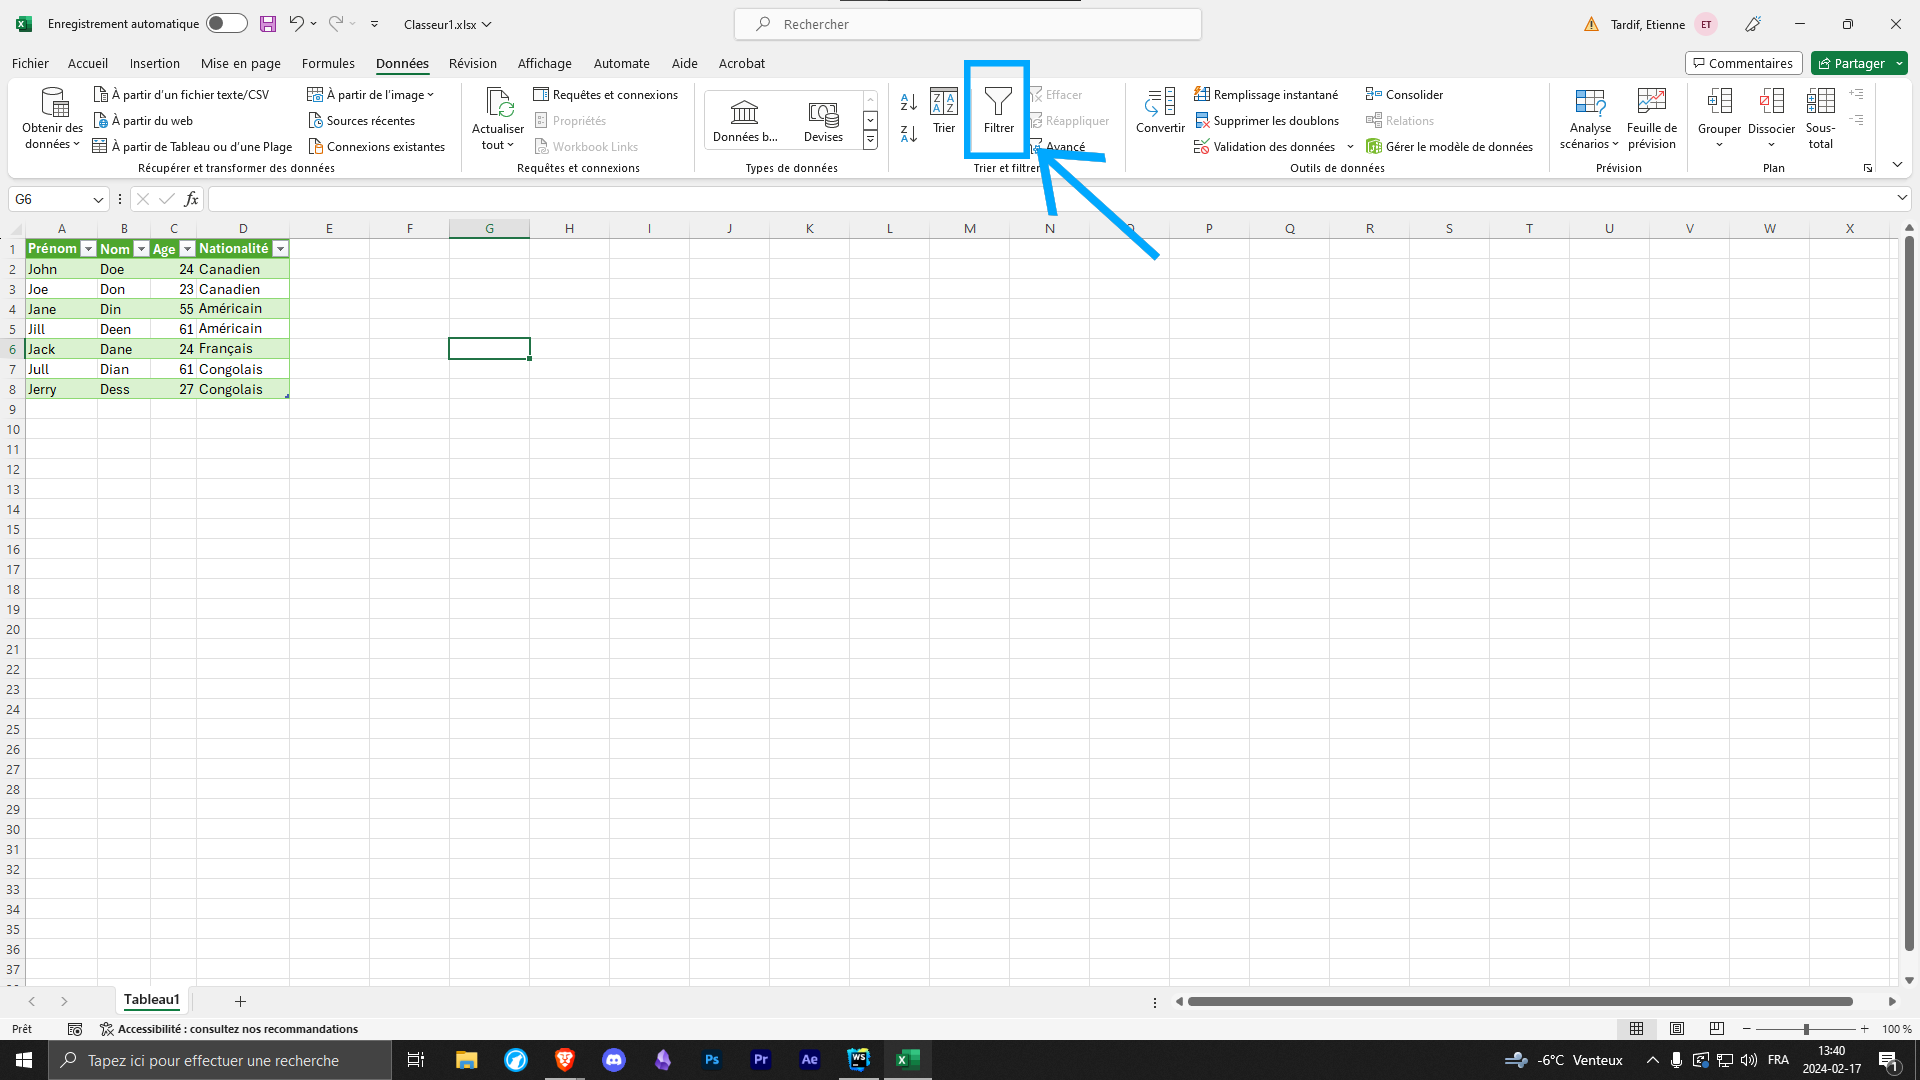 Enregistrement automatique
Classeur1.xlsx
Rechercher
Tardif, Etienne
ET
Fichier Accueil Insertion Mise en page Formules Données Révision Affichage Automate Aide Acrobat
Commentaires
Partager
Obtenir des données
À partir d'un fichier texte/CSV
À partir du web
À partir de Tableau ou d'une Plage
À partir de l'image
Sources récentes
Connexions existantes
Récupérer et transformer des données
Actualiser tout
Requêtes et connexions
Propriétés
Workbook Links
Requêtes et connexions
Données b...
Devises
Types de données
Trier
Filtrer
Effacer
Réappliquer
Avancé
Trier et filtrer
Convertir
Remplissage instantané
Supprimer les doublons
Validation des données
Consolider
Relations
Gérer le modèle de données
Outils de données
Analyse scénarios
Feuille de prévision
Prévision
Grouper
Dissocier
Sous-total
Plan
G6
fx
A B C D E F G H I J K L M N O P Q R S T U V W X
1 Prénom Nom Age Nationalité
2 John Doe 24 Canadien
3 Joe Don 23 Canadien
4 Jane Din 55 Américain
5 Jill Deen 61 Américain
6 Jack Dane 24 Français
7 Jull Dian 61 Congolais
8 Jerry Dess 27 Congolais
9
10
11
12
13
14
15
16
17
18
19
20
21
22
23
24
25
26
27
28
29
30
31
32
33
34
35
36
37
Tableau1
Prêt
Accessibilité : consultez nos recommandations
100 %
Tapez ici pour effectuer une recherche
Ps
Pr
Ae
WS
-6°C Venteux
FRA
13:40
2024-02-17
1